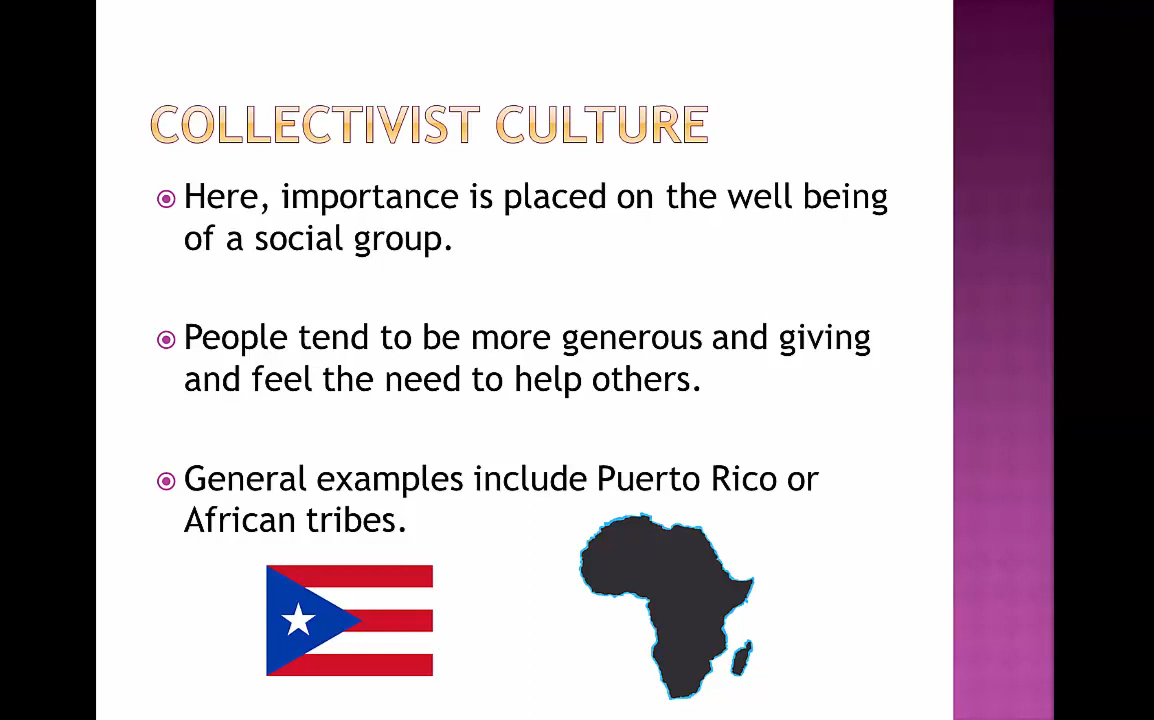 COLLECTIVIST CULTURE
Here, importance is placed on the well being
of a social group.
People tend to be more generous and giving
and feel the need to help others.
General examples include Puerto Rico or
African tribes.